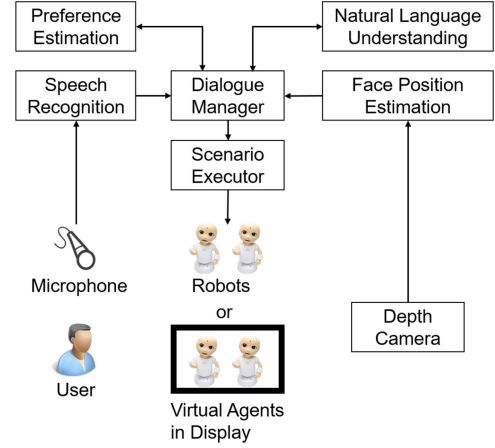 Preference
Estimation
Natural Language
Understanding
Speech
Recognition
Dialogue
Manager
Face Position
Estimation
Scenario
Executor
Microphone
Robots
or
Depth
Camera
User
Virtual Agents
in Display